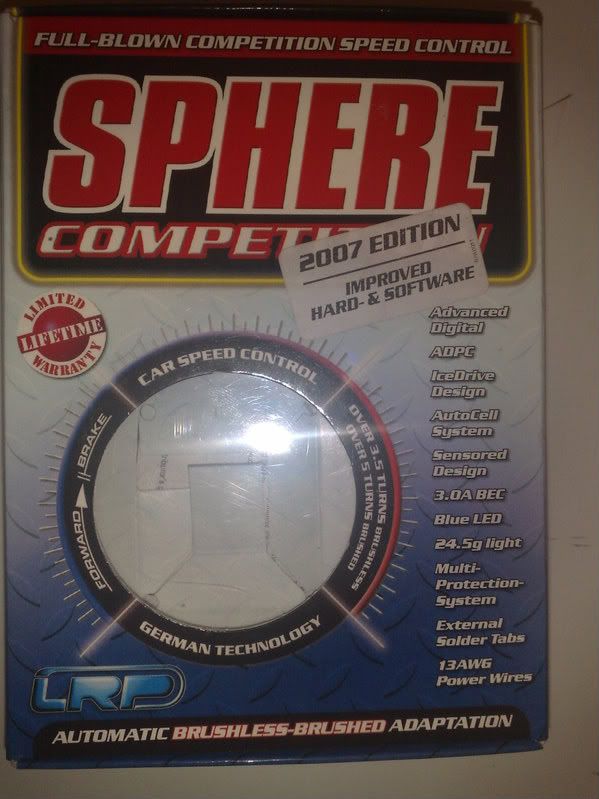 FULL-BLOWN COMPETITION SPEED CONTROL
SPHERE
COMPETITION
2007 EDITION
IMPROVED
HARD- & SOFTWARE
LIMITED
LIFETIME
WARRANTY
CAR SPEED CONTROL
FORWARD BRAKE
OVER 3.5 TURNS BRUSHLESS
OVER 5 TURNS BRUSHED
GERMAN TECHNOLOGY
Advanced
Digital
ADPC
IceDrive
Design
AutoCell
System
Sensored
Design
3.0A BEC
Blue LED
24.5g light
Multi-
Protection-
System
External
Solder Tabs
13AWG
Power Wires
LRP
AUTOMATIC BRUSHLESS-BRUSHED ADAPTATION